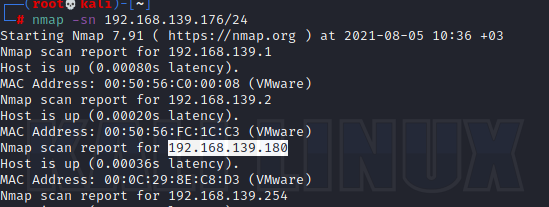 (root💀kali)-[~]
# nmap -sn 192.168.139.176/24
Starting Nmap 7.91 ( https://nmap.org ) at 2021-08-05 10:36 +03
Nmap scan report for 192.168.139.1
Host is up (0.00080s latency).
MAC Address: 00:50:56:C0:00:08 (VMware)
Nmap scan report for 192.168.139.2
Host is up (0.00020s latency).
MAC Address: 00:50:56:FC:1C:C3 (VMware)
Nmap scan report for 192.168.139.180
Host is up (0.00036s latency).
MAC Address: 00:0C:29:8E:C8:D3 (VMware)
Nmap scan report for 192.168.139.254